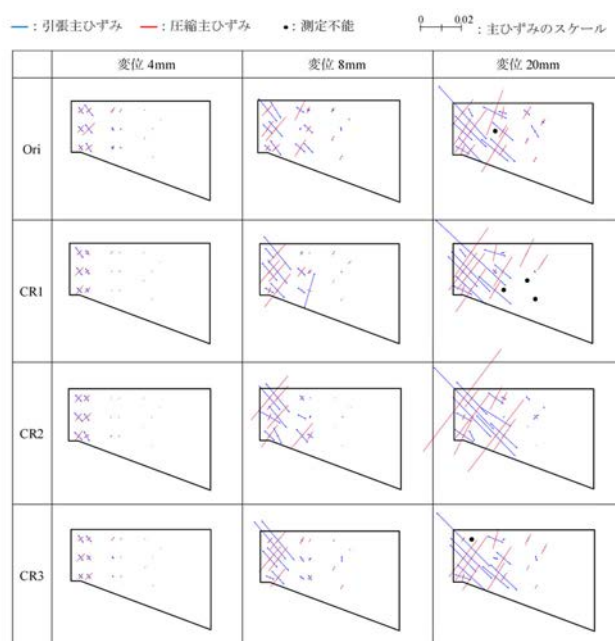 ― : 引張主ひずみ ― : 圧縮主ひずみ ● : 測定不能 0 0.02 : 主ひずみのスケール
変位 4mm 変位 8mm 変位 20mm
Ori
CR1
CR2
CR3